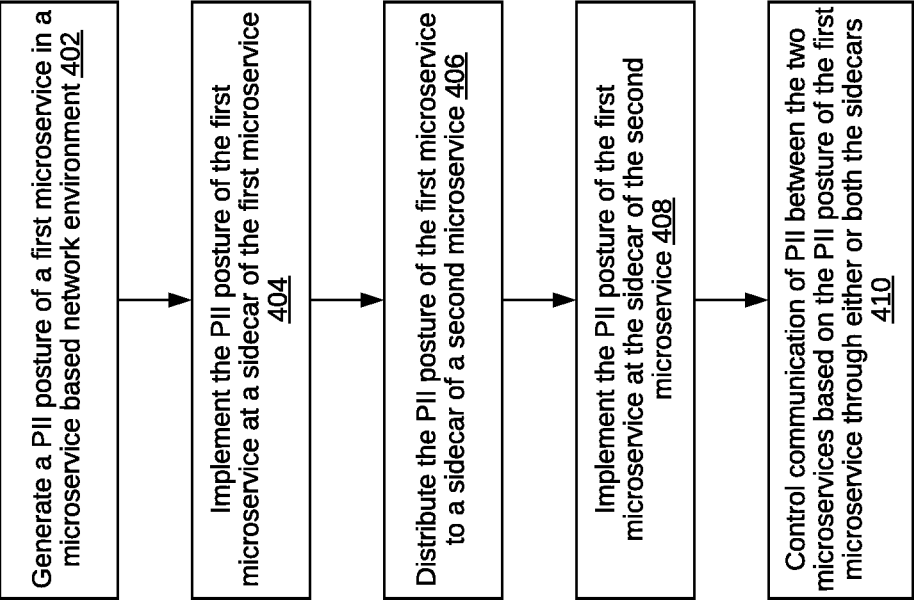 Generate a PII posture of a first microservice in a
microservice based network environment 402
Implement the PII posture of the first
microservice at a sidecar of the first microservice
404
Distribute the PII posture of the first microservice
to a sidecar of a second microservice 406
Implement the PII posture of the first
microservice at the sidecar of the second
microservice 408
Control communication of PII between the two
microservices based on the PII posture of the first
microservice through either or both the sidecars
410